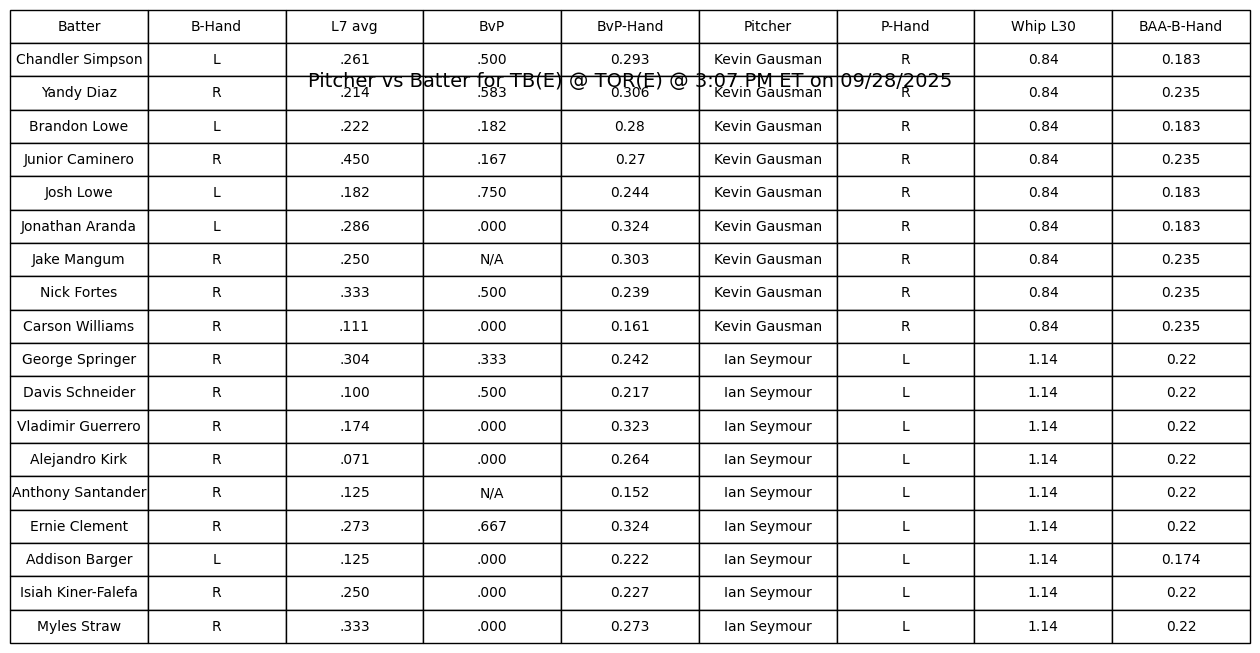 Batter B-Hand L7 avg BvP BvP-Hand Pitcher P-Hand Whip L30 BAA-B-Hand
Chandler Simpson L .261 .500 0.293 Kevin Gausman R 0.84 0.183
Pitcher vs Batter for TB(E) @ TOR(E) @ 3:07 PM ET on 09/28/2025
Yandy Diaz R .214 .583 0.306 Kevin Gausman R 0.84 0.235
Brandon Lowe L .222 .182 0.28 Kevin Gausman R 0.84 0.183
Junior Caminero R .450 .167 0.27 Kevin Gausman R 0.84 0.235
Josh Lowe L .182 .750 0.244 Kevin Gausman R 0.84 0.183
Jonathan Aranda L .286 .000 0.324 Kevin Gausman R 0.84 0.183
Jake Mangum R .250 N/A 0.303 Kevin Gausman R 0.84 0.235
Nick Fortes R .333 .500 0.239 Kevin Gausman R 0.84 0.235
Carson Williams R .111 .000 0.161 Kevin Gausman R 0.84 0.235
George Springer R .304 .333 0.242 Ian Seymour L 1.14 0.22
Davis Schneider R .100 .500 0.217 Ian Seymour L 1.14 0.22
Vladimir Guerrero R .174 .000 0.323 Ian Seymour L 1.14 0.22
Alejandro Kirk R .071 .000 0.264 Ian Seymour L 1.14 0.22
Anthony Santander R .125 N/A 0.152 Ian Seymour L 1.14 0.22
Ernie Clement R .273 .667 0.324 Ian Seymour L 1.14 0.22
Addison Barger L .125 .000 0.222 Ian Seymour L 1.14 0.174
Isiah Kiner-Falefa R .250 .000 0.227 Ian Seymour L 1.14 0.22
Myles Straw R .333 .000 0.273 Ian Seymour L 1.14 0.22